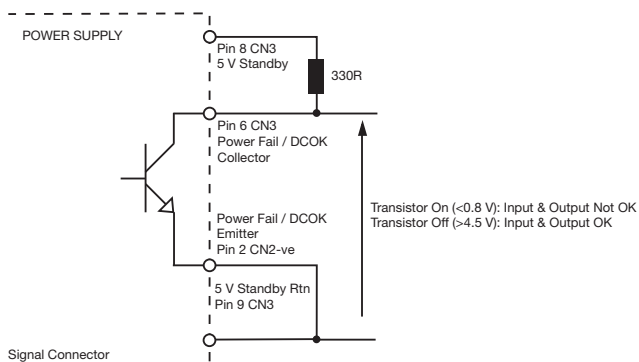 POWER SUPPLY
Pin 8 CN3
5 V Standby
330R
Pin 6 CN3
Power Fail / DCOK
Collector
Transistor On (<0.8 V): Input & Output Not OK
Transistor Off (>4.5 V): Input & Output OK
Power Fail / DCOK
Emitter
Pin 2 CN2-ve
5 V Standby Rtn
Pin 9 CN3
Signal Connector